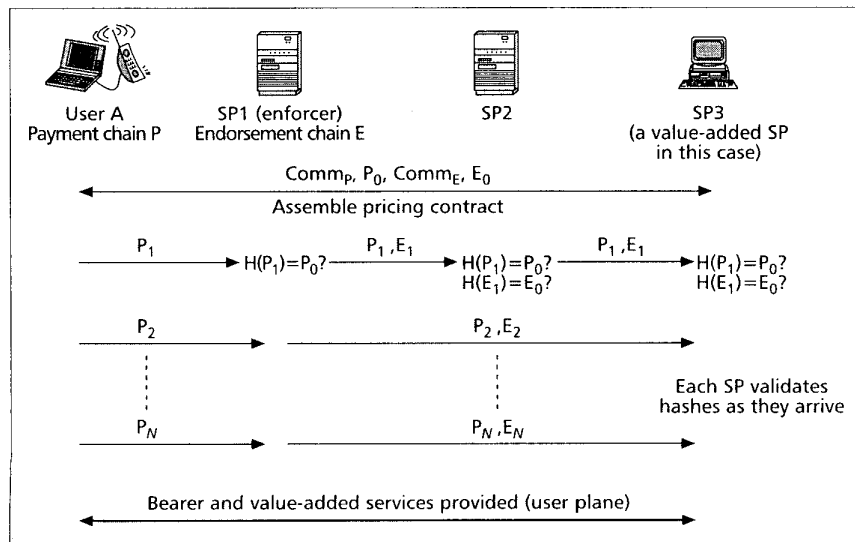 User A
Payment chain P
SP1 (enforcer)
Endorsement chain E
SP2
SP3
(a value-added SP
in this case)
Comm_P, P_0, Comm_E, E_0
Assemble pricing contract
P_1
H(P_1)=P_0?
P_1,E_1
H(P_1)=P_0?
H(E_1)=E_0?
P_1,E_1
H(P_1)=P_0?
H(E_1)=E_0?
P_2
P_2,E_2
Each SP validates
hashes as they arrive
P_N
P_N,E_N
Bearer and value-added services provided (user plane)